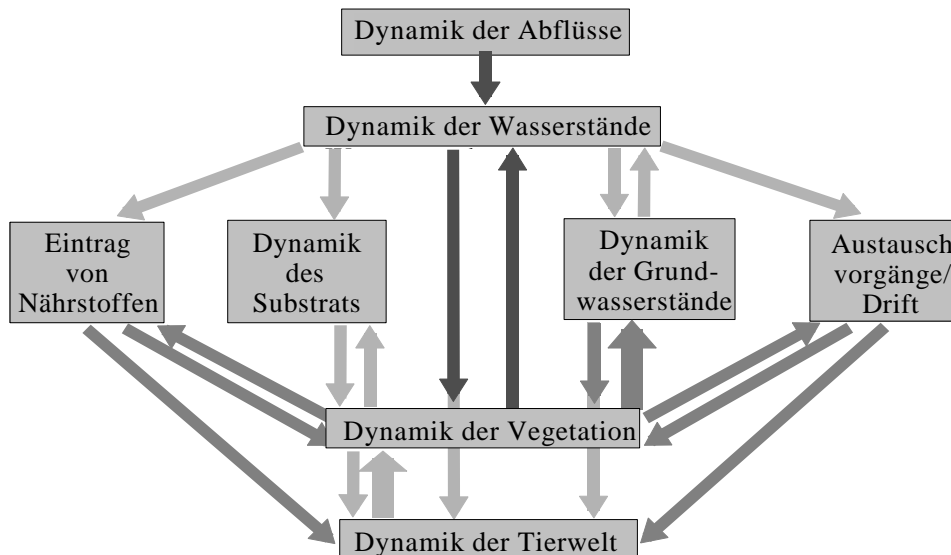 Dynamik der Abflüsse
Dynamik der Wasserstände
Eintrag
von
Nährstoffen
Dynamik
des
Substrats
Dynamik
der Grund-
wasserstände
Austausch
vorgänge/
Drift
Dynamik der Vegetation
Dynamik der Tierwelt